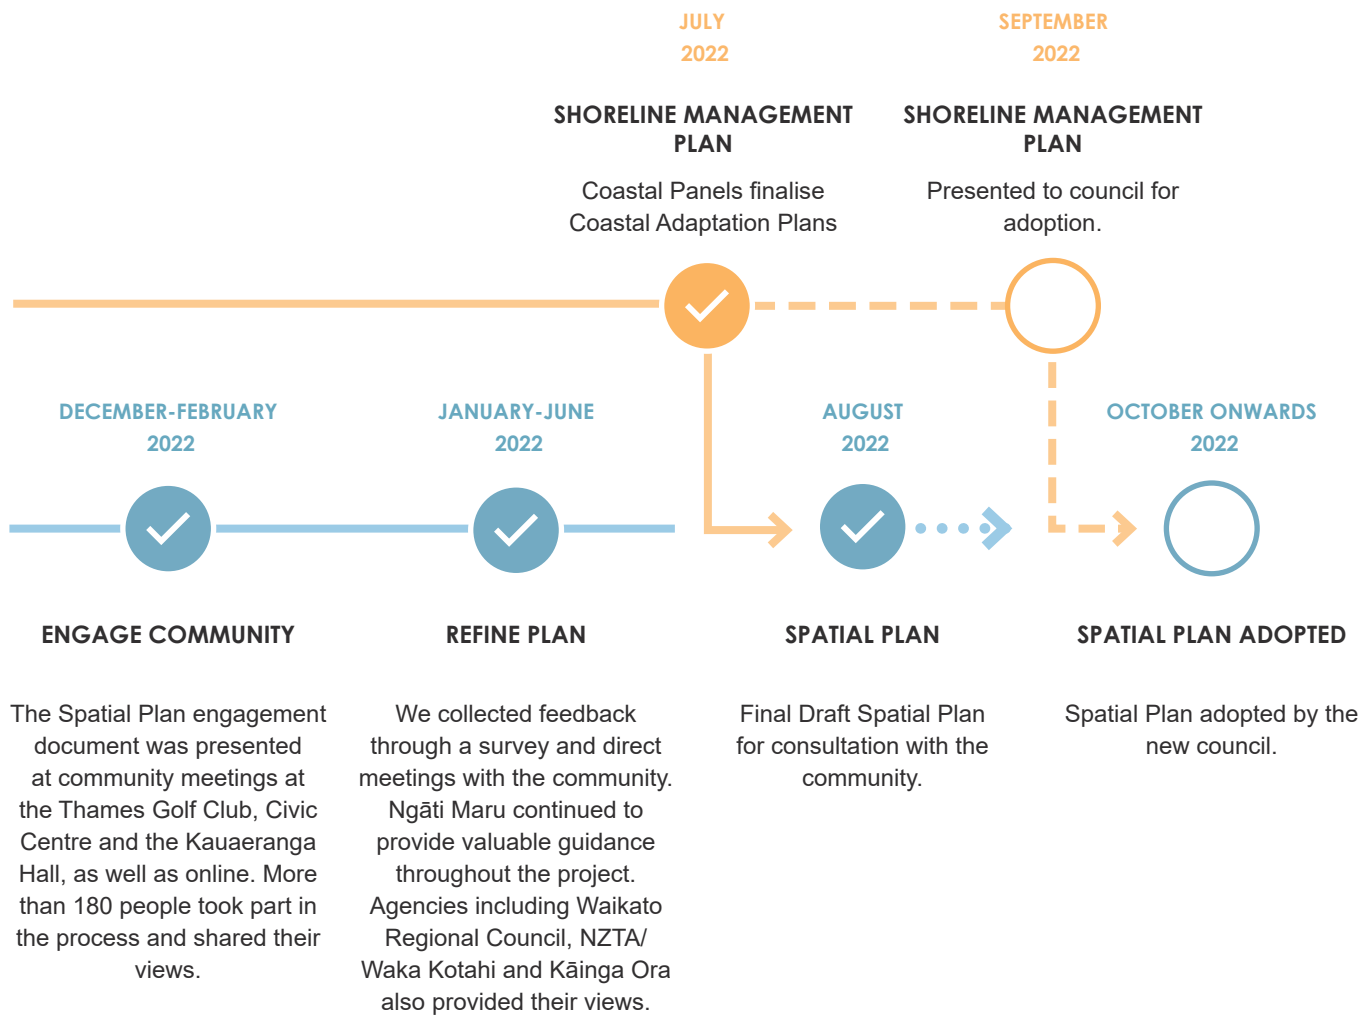 JULY
2022
SHORELINE MANAGEMENT
PLAN
Coastal Panels finalise
Coastal Adaptation Plans
SEPTEMBER
2022
SHORELINE MANAGEMENT
PLAN
Presented to council for
adoption.
DECEMBER-FEBRUARY
2022
ENGAGE COMMUNITY
The Spatial Plan engagement
document was presented
at community meetings at
the Thames Golf Club, Civic
Centre and the Kauaeranga
Hall, as well as online. More
than 180 people took part in
the process and shared their
views.
JANUARY-JUNE
2022
REFINE PLAN
We collected feedback
through a survey and direct
meetings with the community.
Ngāti Maru continued to
provide valuable guidance
throughout the project.
Agencies including Waikato
Regional Council, NZTA/
Waka Kotahi and Kāinga Ora
also provided their views.
AUGUST
2022
SPATIAL PLAN
Final Draft Spatial Plan
for consultation with the
community.
OCTOBER ONWARDS
2022
SPATIAL PLAN ADOPTED
Spatial Plan adopted by the
new council.